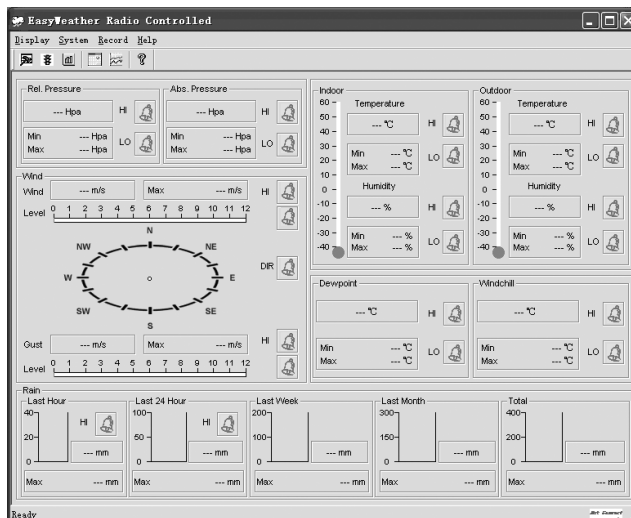 EasyWeather Radio Controlled
Display System Record Help
Rel. Pressure
--- Hpa
HI
Min --- Hpa
Max --- Hpa
LO
Abs. Pressure
--- Hpa
HI
Min --- Hpa
Max --- Hpa
LO
Wind
Wind --- m/s Max --- m/s HI
Level 0 1 2 3 4 5 6 7 8 9 10 11 12
N
NW NE
W E
SW SE
S
DIR
Gust --- m/s Max --- m/s HI
0 1 2 3 4 5 6 7 8 9 10 11 12
Level
Indoor
60
50
40
30
20
10
0
-10
-20
-30
-40
Temperature
--- ℃
HI
Min --- ℃
Max --- ℃
LO
Humidity
--- %
HI
Min --- %
Max --- %
LO
Outdoor
60
50
40
30
20
10
0
-10
-20
-30
-40
Temperature
--- ℃
HI
Min --- ℃
Max --- ℃
LO
Humidity
--- %
HI
Min --- %
Max --- %
LO
Dewpoint
--- ℃
HI
Min --- ℃
Max --- ℃
LO
Windchill
--- ℃
HI
Min --- ℃
Max --- ℃
LO
Rain
Last Hour
40
20
0
HI
--- mm
Max --- mm
Last 24 Hour
100
50
0
HI
--- mm
Max --- mm
Last Week
200
100
0
--- mm
Max --- mm
Last Month
300
150
0
--- mm
Max --- mm
Total
400
200
0
--- mm
Max --- mm
Ready